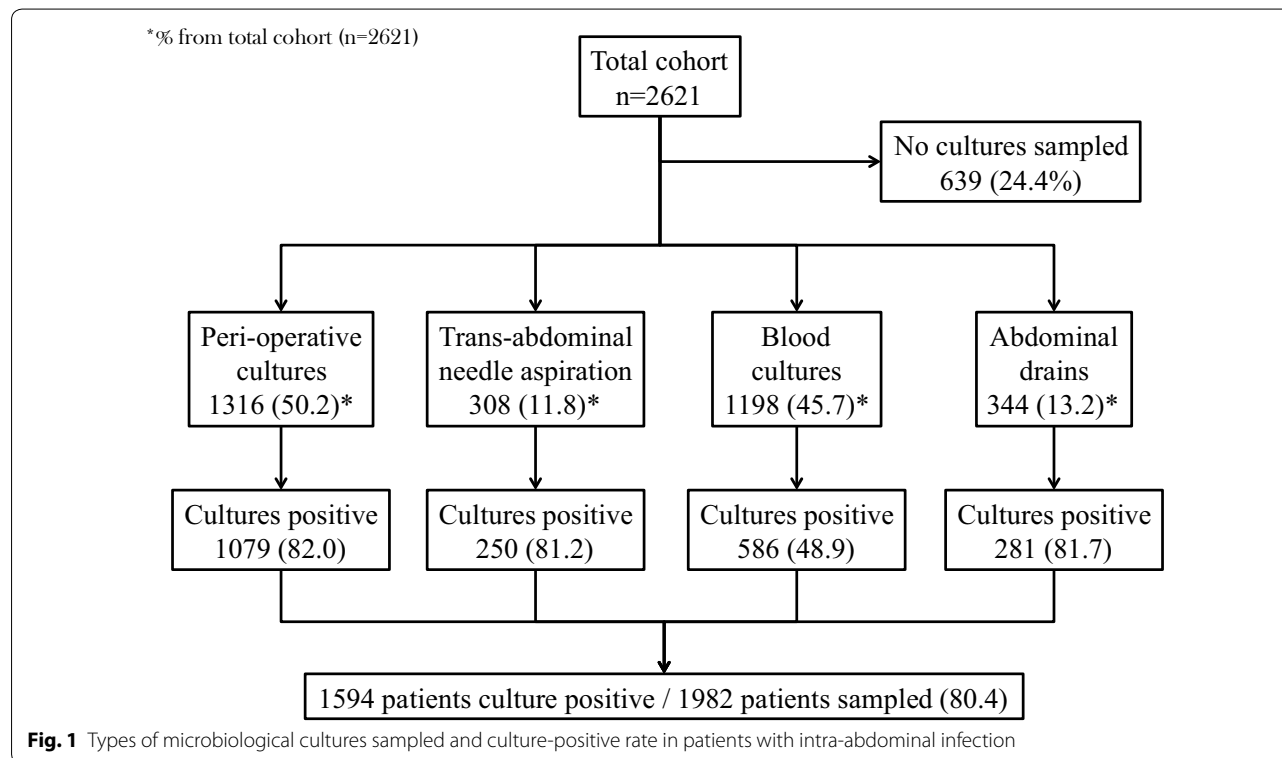 *% from total cohort (n=2621)
Total cohort
n=2621
No cultures sampled
639 (24.4%)
Peri-operative
cultures
1316 (50.2)*
Trans-abdominal
needle aspiration
308 (11.8)*
Blood
cultures
1198 (45.7)*
Abdominal
drains
344 (13.2)*
Cultures positive
1079 (82.0)
Cultures positive
250 (81.2)
Cultures positive
586 (48.9)
Cultures positive
281 (81.7)
1594 patients culture positive / 1982 patients sampled (80.4)
Fig. 1 Types of microbiological cultures sampled and culture-positive rate in patients with intra-abdominal infection